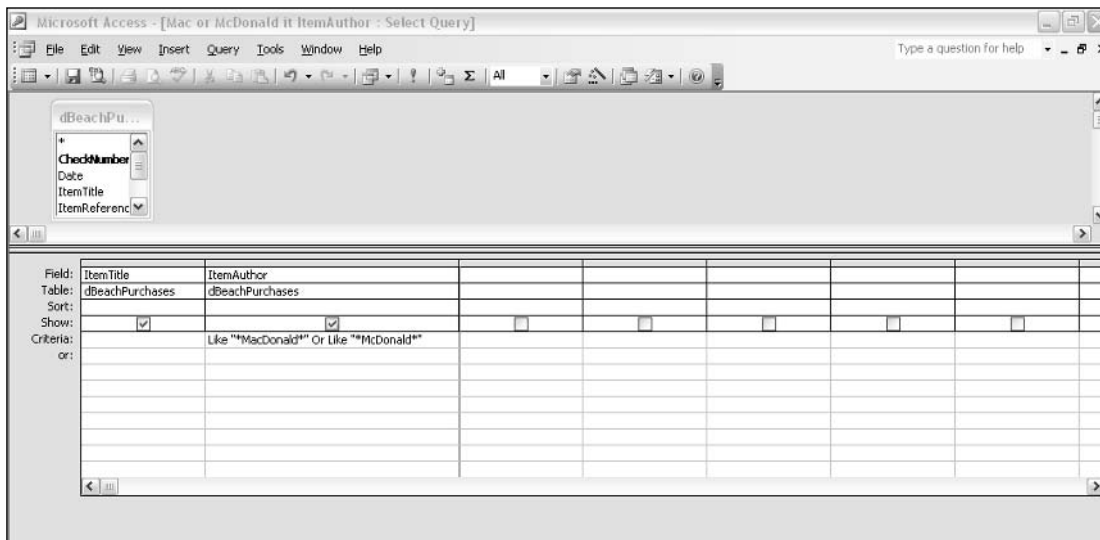 Microsoft Access - [Mac or McDonald it ItemAuthor : Select Query]
File Edit View Insert Query Tools Window Help Type a question for help
All
dBeachPu...
*
CheckNumber
Date
ItemTitle
ItemReferenc
Field: ItemTitle ItemAuthor
Table: dBeachPurchases dBeachPurchases
Sort:
Show:
Criteria: Like "*MacDonald*" Or Like "*McDonald*"
or: